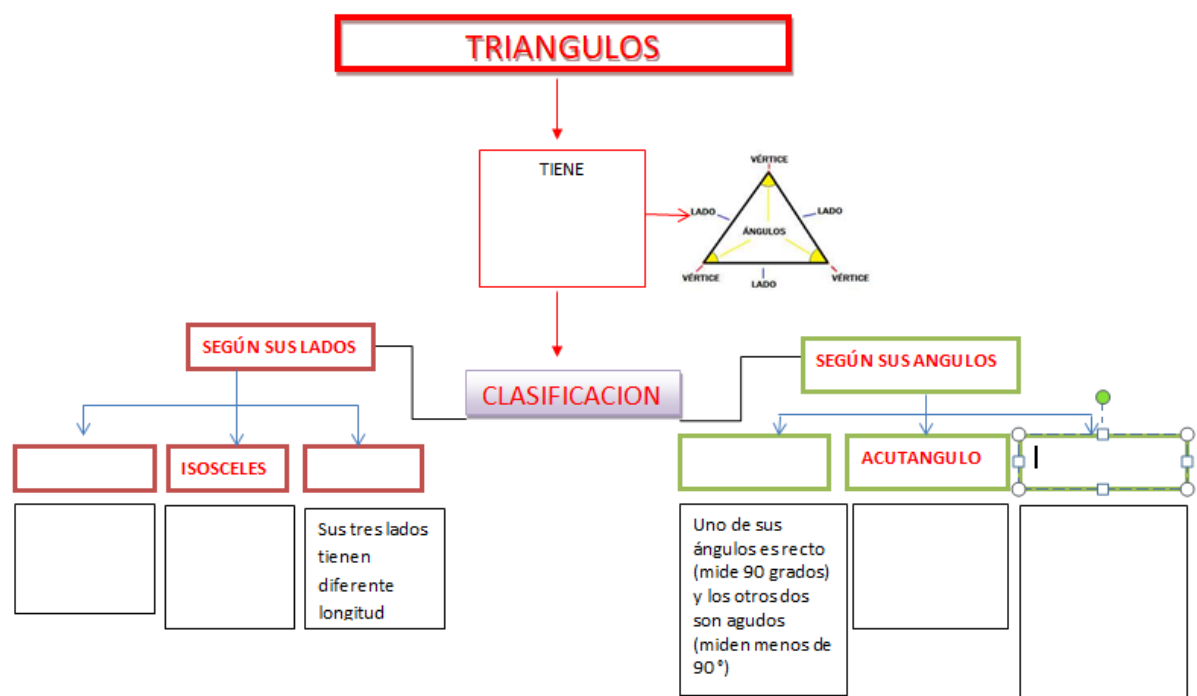 TRIANGULOS
TIENE
VÉRTICE
LADO
LADO
ÁNGULOS
VÉRTICE
LADO
VÉRTICE
SEGÚN SUS LADOS
CLASIFICACION
SEGÚN SUS ANGULOS
ISOSCELES
Sus tres lados
tienen
diferente
longitud
ACUTANGULO
Uno de sus
ángulos es recto
(mide 90 grados)
y los otros dos
son agudos
(miden menos de
90°)